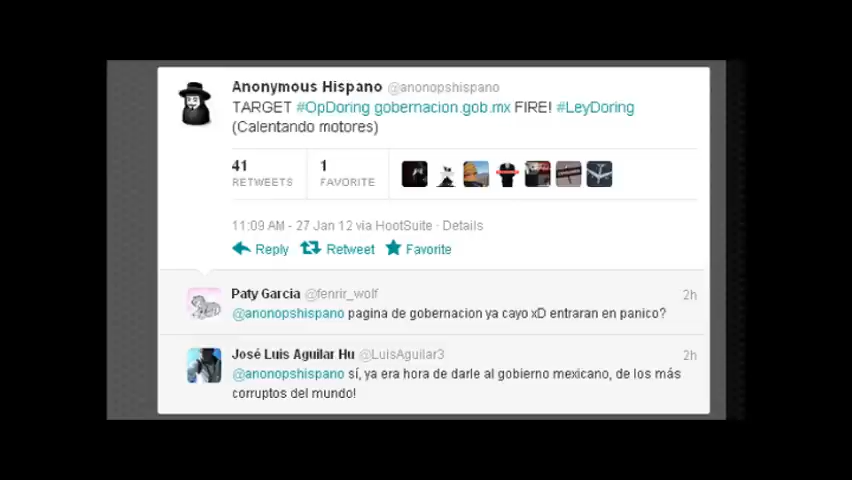 Anonymous Hispano @anonopshispano
TARGET #OpDoring gobernacion.gob.mx FIRE! #LeyDoring
(Calentando motores)
41 1
RETWEETS FAVORITE
11:09 AM - 27 Jan 12 via HootSuite · Details
Reply Retweet Favorite
Paty Garcia @fenrir_wolf 2h
@anonopshispano pagina de gobernacion ya cayo xD entraran en panico?
José Luis Aguilar Hu @LuisAguilar3 2h
@anonopshispano sí, ya era hora de darle al gobierno mexicano, de los más
corruptos del mundo!